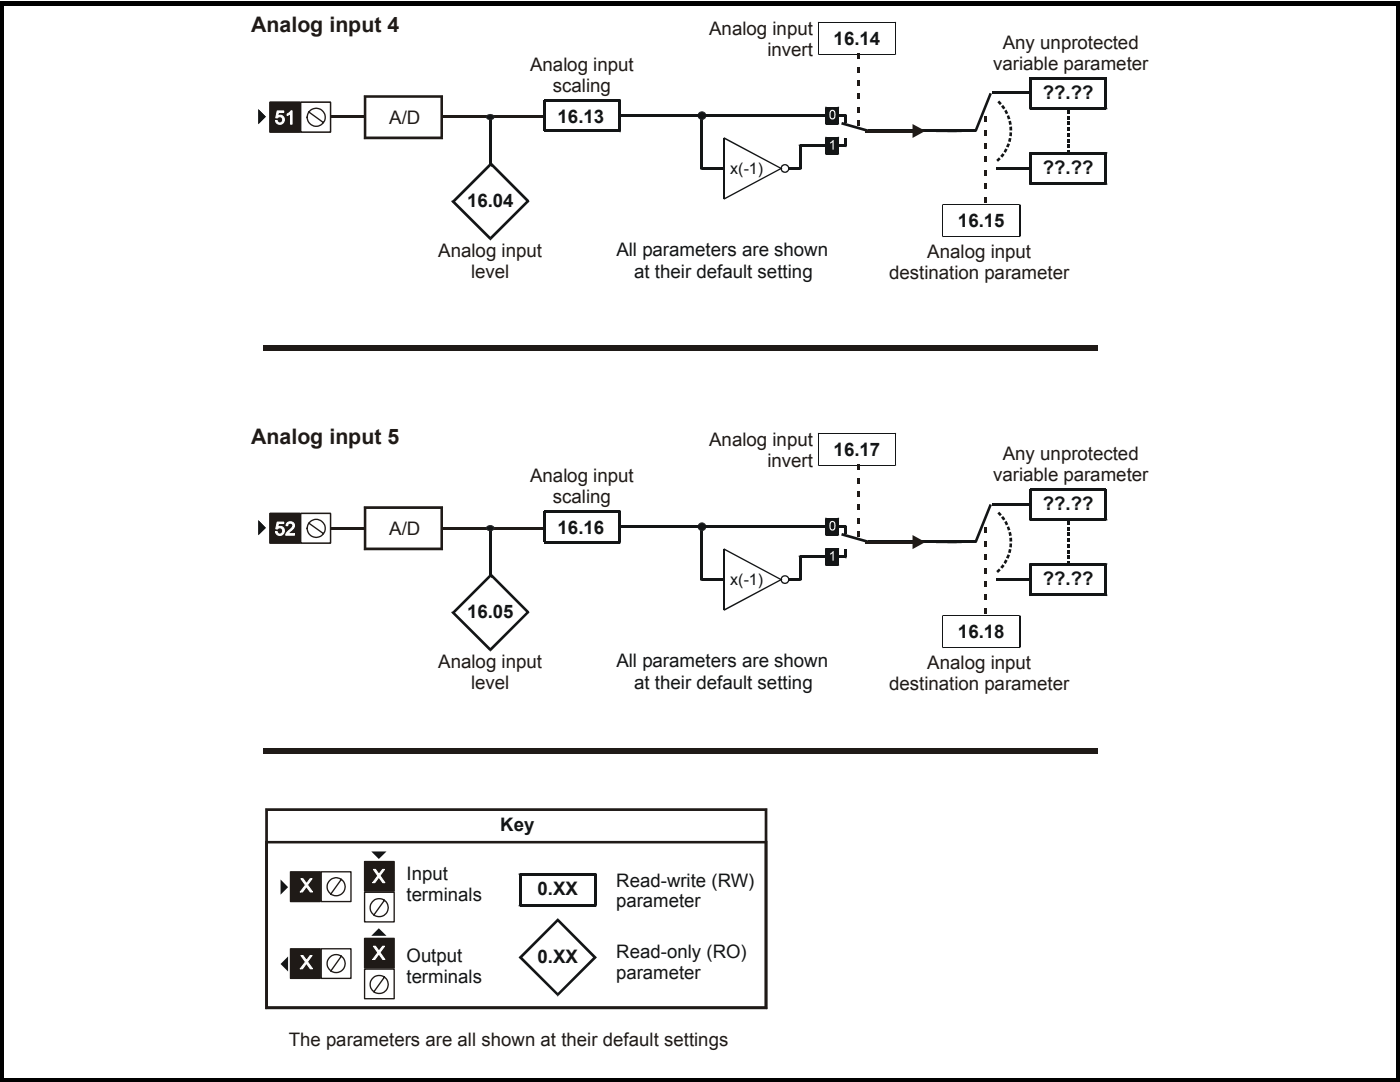 Analog input 4
Analog input
invert
16.14
Any unprotected
variable parameter
Analog input
scaling
??.??
51
A/D
16.13
0
1
x(-1)
??.??
16.04
16.15
Analog input
level
All parameters are shown
at their default setting
Analog input
destination parameter
Analog input 5
Analog input
invert
16.17
Any unprotected
variable parameter
Analog input
scaling
??.??
52
A/D
16.16
0
1
x(-1)
??.??
16.05
16.18
Analog input
level
All parameters are shown
at their default setting
Analog input
destination parameter
Key
X
X
Input
terminals
0.XX
Read-write (RW)
parameter
X
X
Output
terminals
0.XX
Read-only (RO)
parameter
The parameters are all shown at their default settings